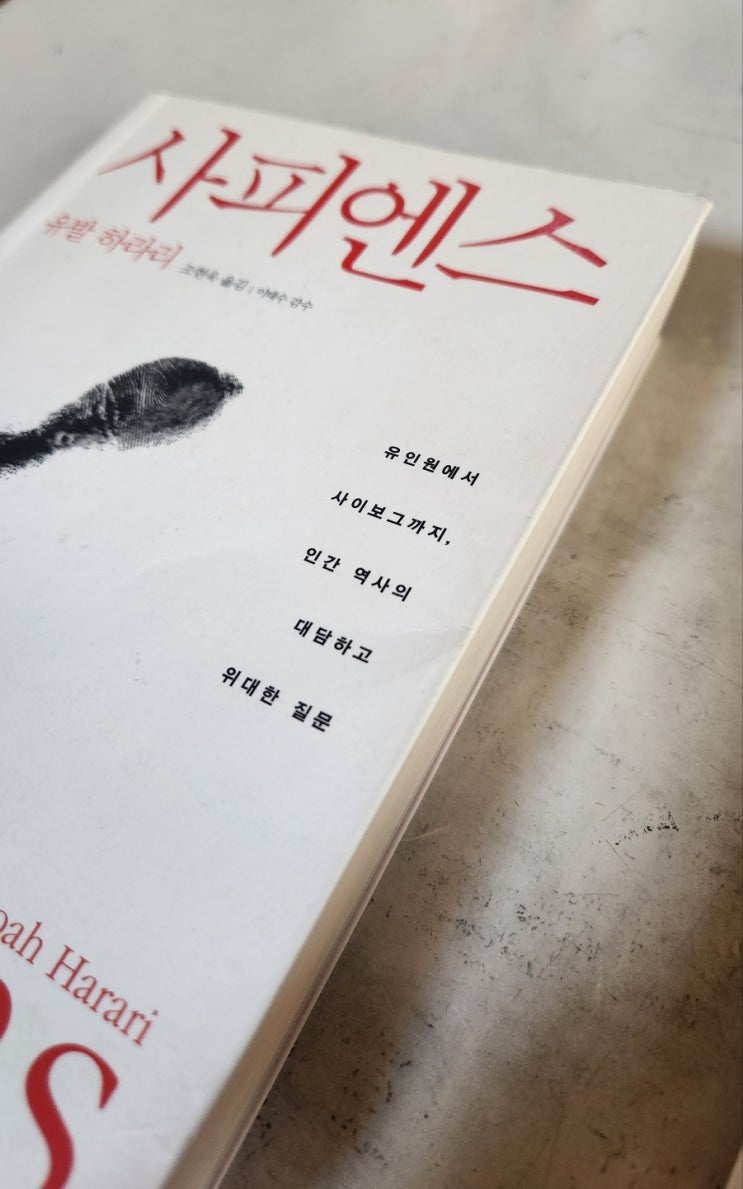 사피엔스
유발 하라리 조현욱 옮김 | 이태수 감수
유인원에서
사이보그까지,
인간 역사의
대담하고
위대한 질문
oah Harari
s